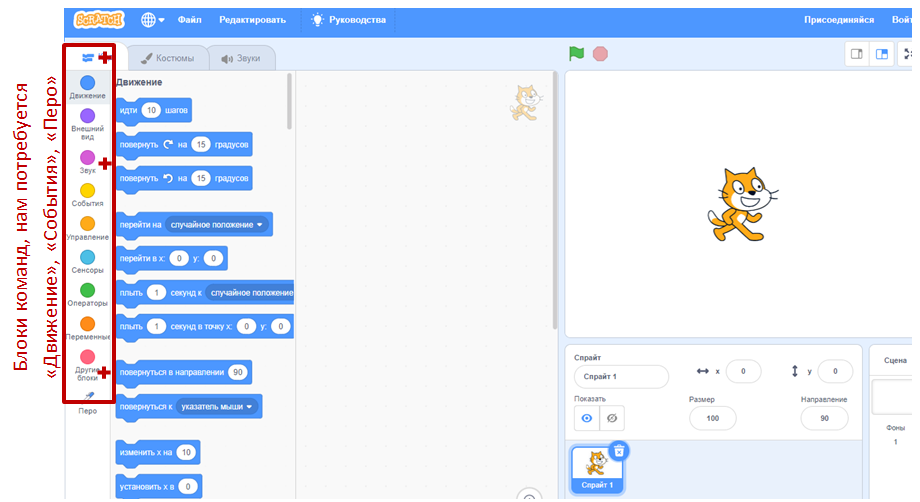 Блоки команд, нам потребуется
«Движение», «События», «Перо»
SCRATCH
Файл
Редактировать
Руководства
Присоединяйся
Костюмы
Звуки
Движение
Внешний
вид
Звук
События
Управление
Сенсоры
Операторы
Переменные
Другие
блоки
Перо
Движение
идти 10 шагов
повернуть на 15 градусов
повернуть на 15 градусов
перейти на случайное положение
перейти в x: 0 y: 0
плыть 1 секунд к случайное положение
плыть 1 секунд в точку x: 0 y: 0
повернуться в направлении 90
повернуться к указатель мыши
изменить x на 10
установить x в 0
Спрайт
Спрайт 1
x 0
y 0
Показать
Размер
100
Направление
90
Спрайт 1
Сцена
Фоны
1